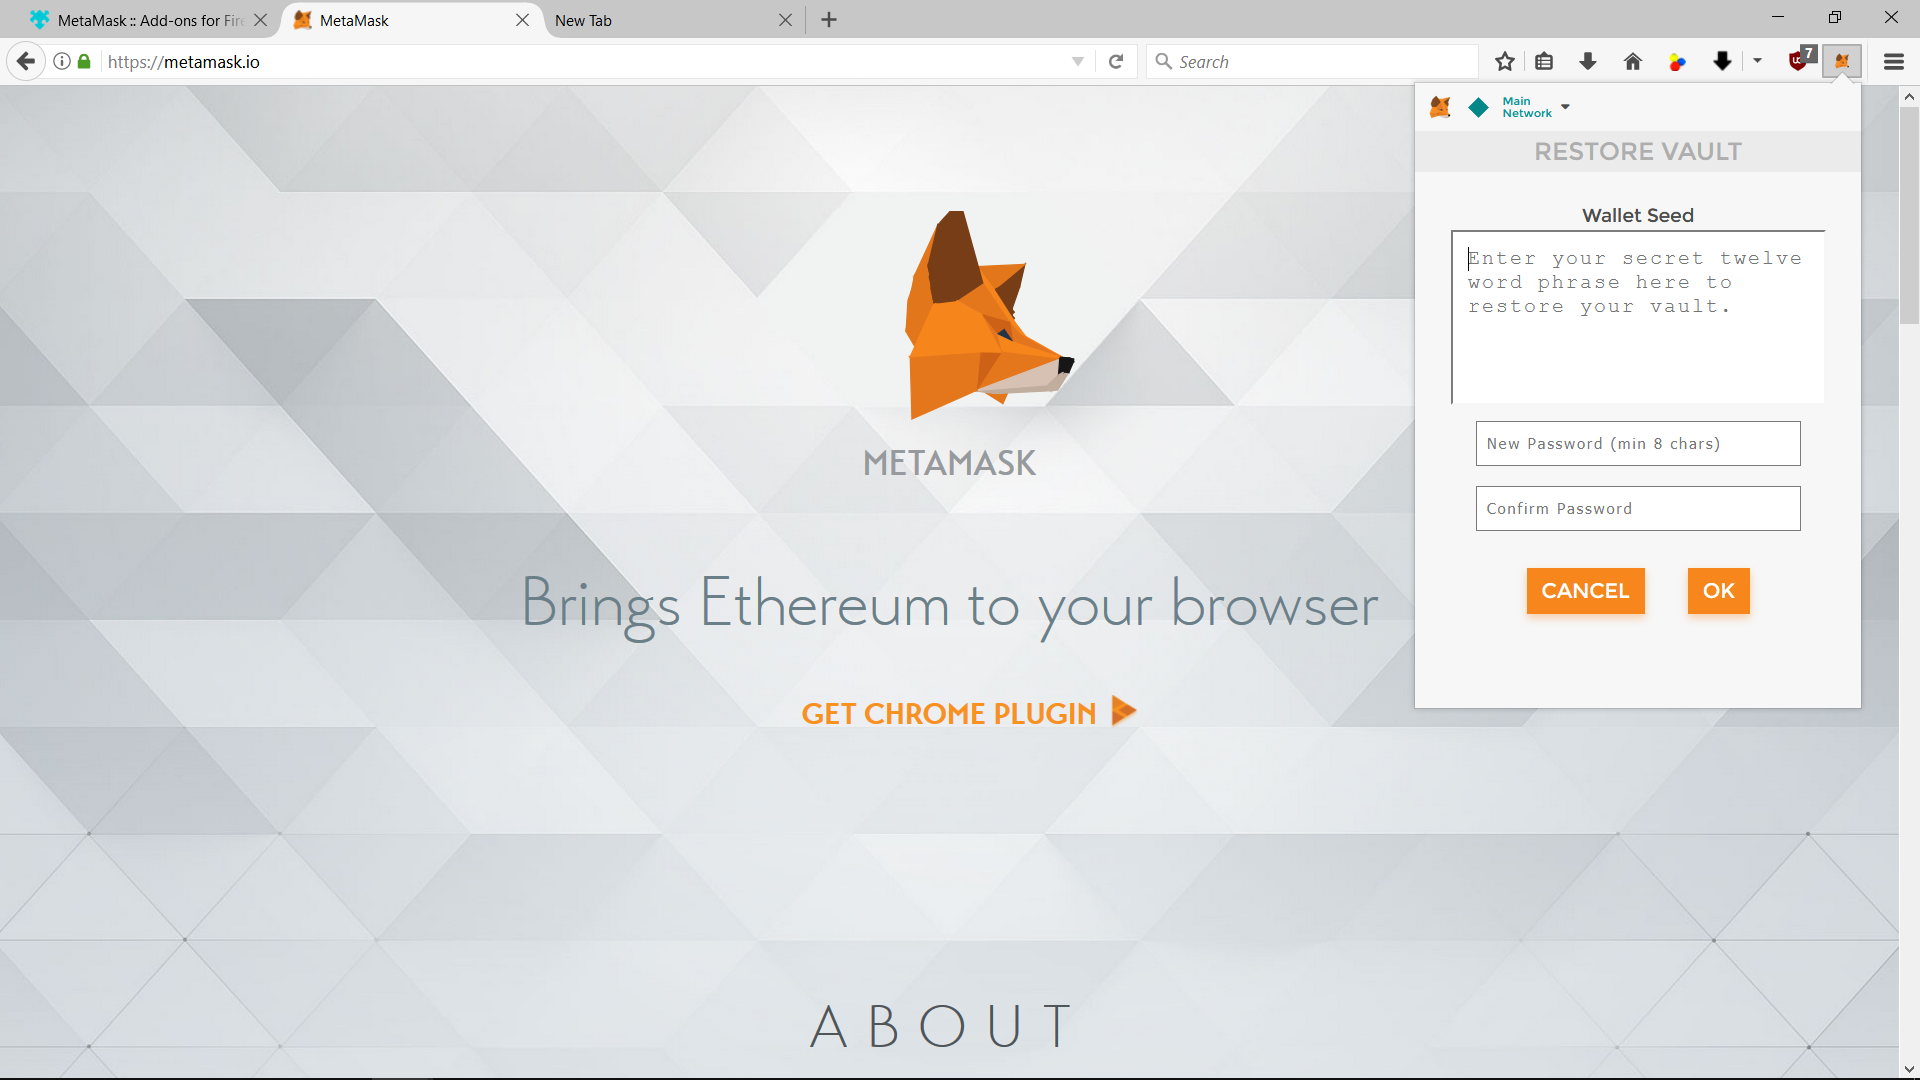 MetaMask :: Add-ons for Fire
MetaMask
New Tab
https://metamask.io
Search
7
Main
Network
RESTORE VAULT
Wallet Seed
Enter your secret twelve
word phrase here to
restore your vault.
New Password (min 8 chars)
Confirm Password
CANCEL
OK
METAMASK
Brings Ethereum to your browser
GET CHROME PLUGIN
ABOUT